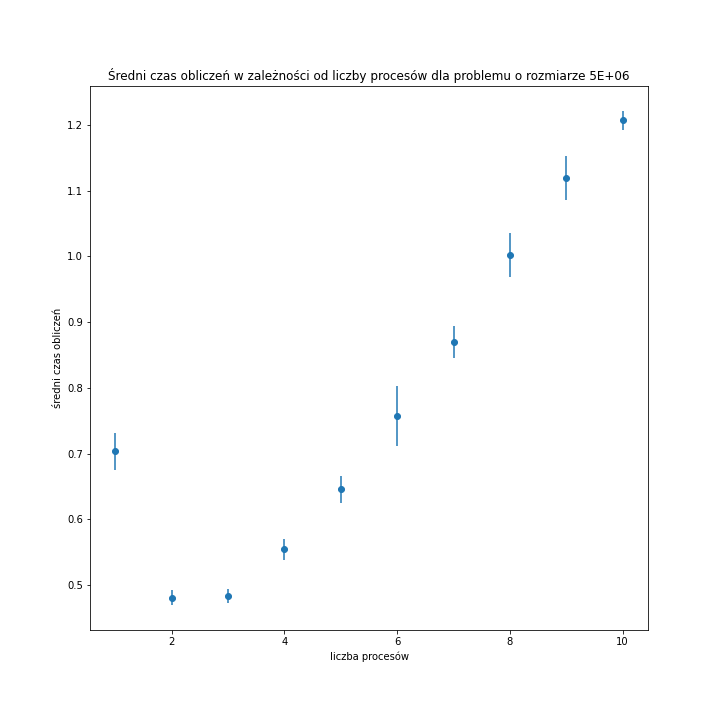 Średni czas obliczeń w zależności od liczby procesów dla problemu o rozmiarze 5E+06
1.2
1.1
1.0
0.9
0.8
0.7
0.6
0.5
średni czas obliczeń
2 4 6 8 10
liczba procesów